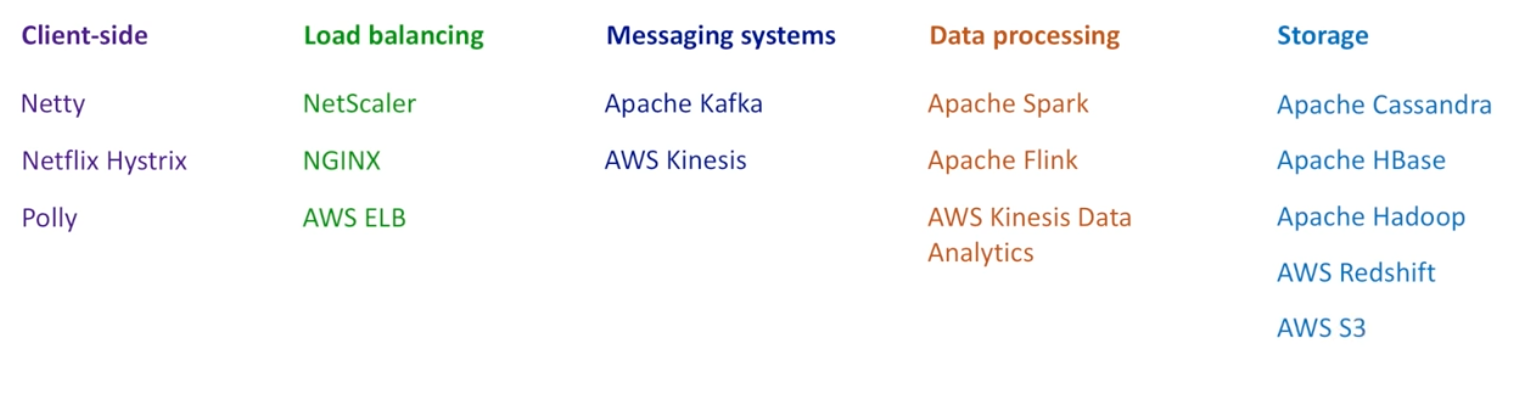 Client-side
Netty
Netflix Hystrix
Polly
Load balancing
NetScaler
NGINX
AWS ELB
Messaging systems
Apache Kafka
AWS Kinesis
Data processing
Apache Spark
Apache Flink
AWS Kinesis Data
Analytics
Storage
Apache Cassandra
Apache HBase
Apache Hadoop
AWS Redshift
AWS S3